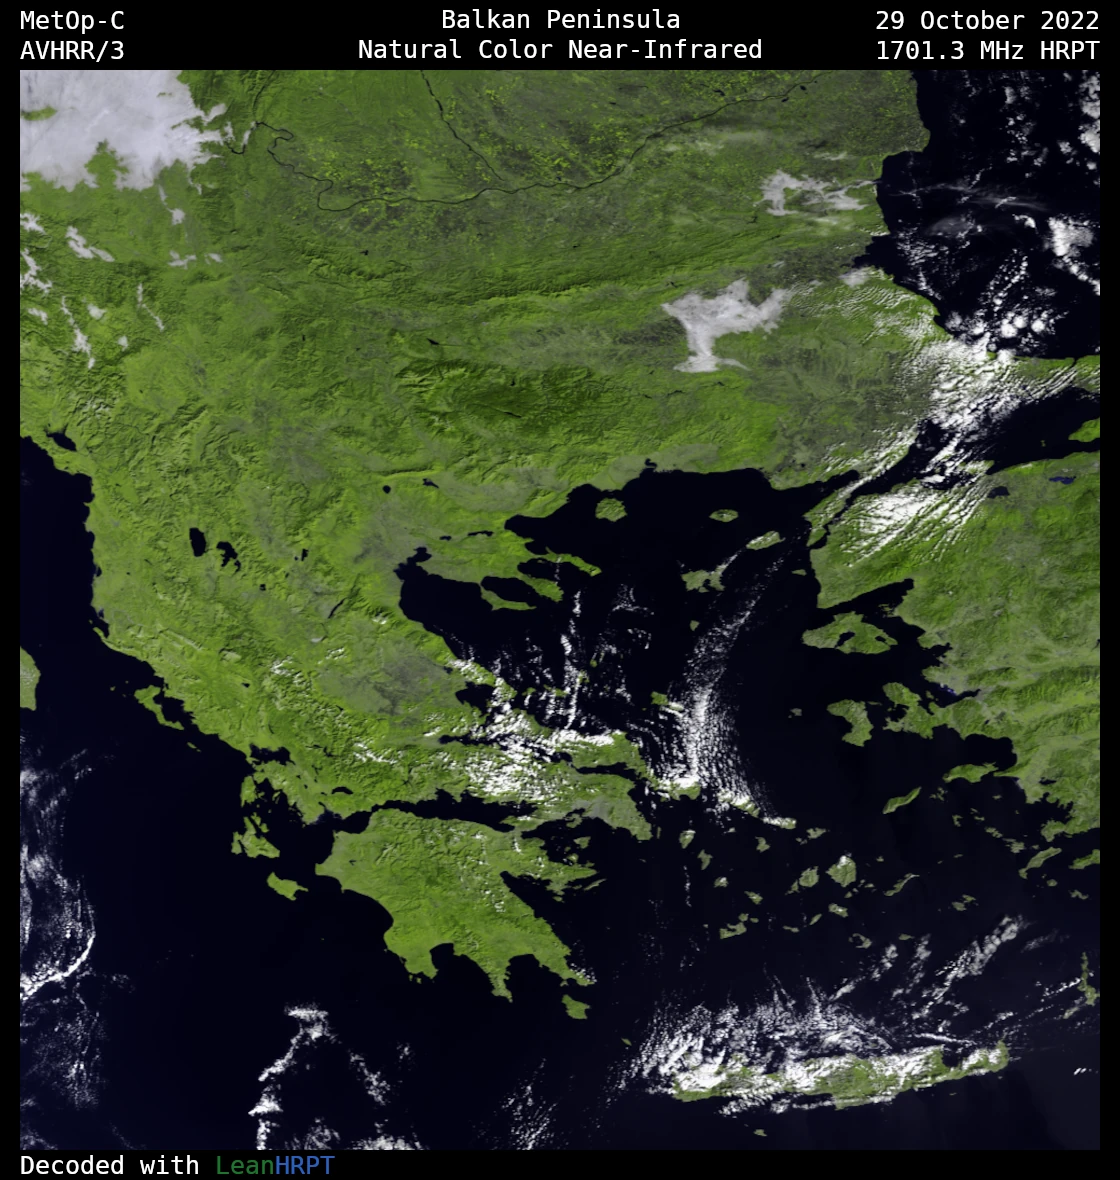 MetOp-C
AVHRR/3
Balkan Peninsula
Natural Color Near-Infrared
29 October 2022
1701.3 MHz HRPT
Decoded with LeanHRPT